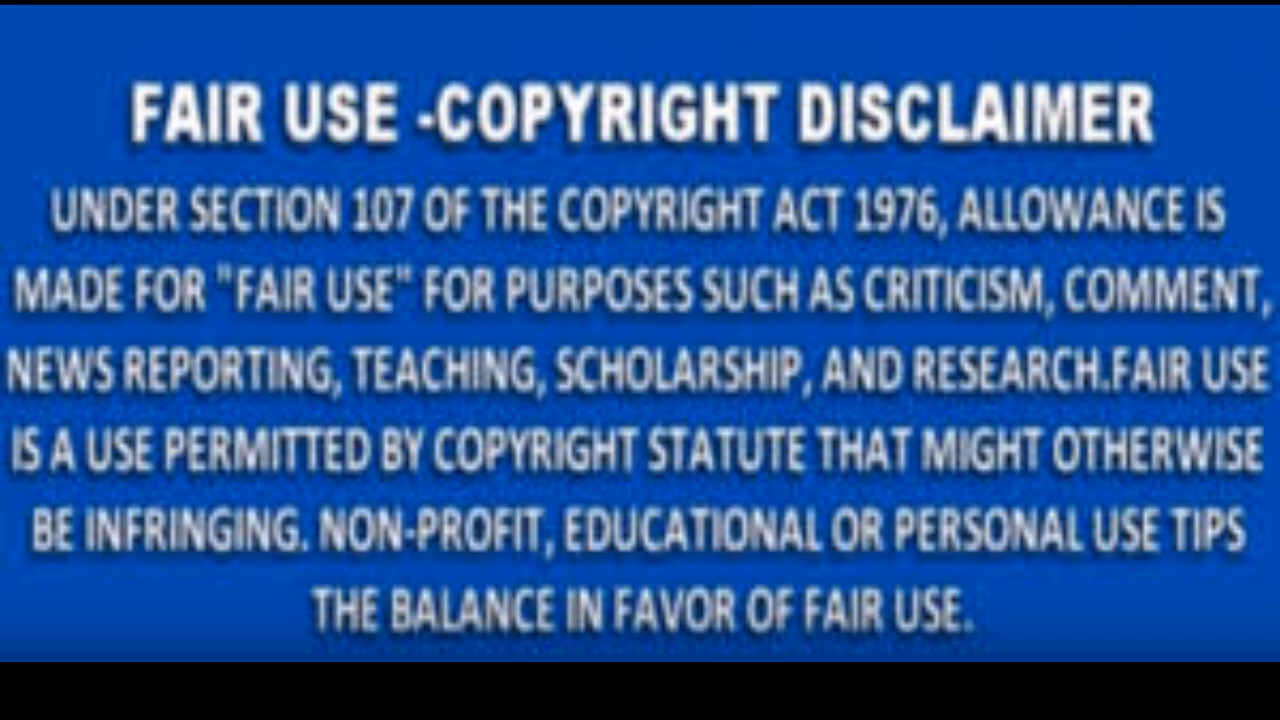 FAIR USE -COPYRIGHT DISCLAIMER
UNDER SECTION 107 OF THE COPYRIGHT ACT 1976, ALLOWANCE IS
MADE FOR "FAIR USE" FOR PURPOSES SUCH AS CRITICISM, COMMENT,
NEWS REPORTING, TEACHING, SCHOLARSHIP, AND RESEARCH.FAIR USE
IS A USE PERMITTED BY COPYRIGHT STATUTE THAT MIGHT OTHERWISE
BE INFRINGING. NON-PROFIT, EDUCATIONAL OR PERSONAL USE TIPS
THE BALANCE IN FAVOR OF FAIR USE.